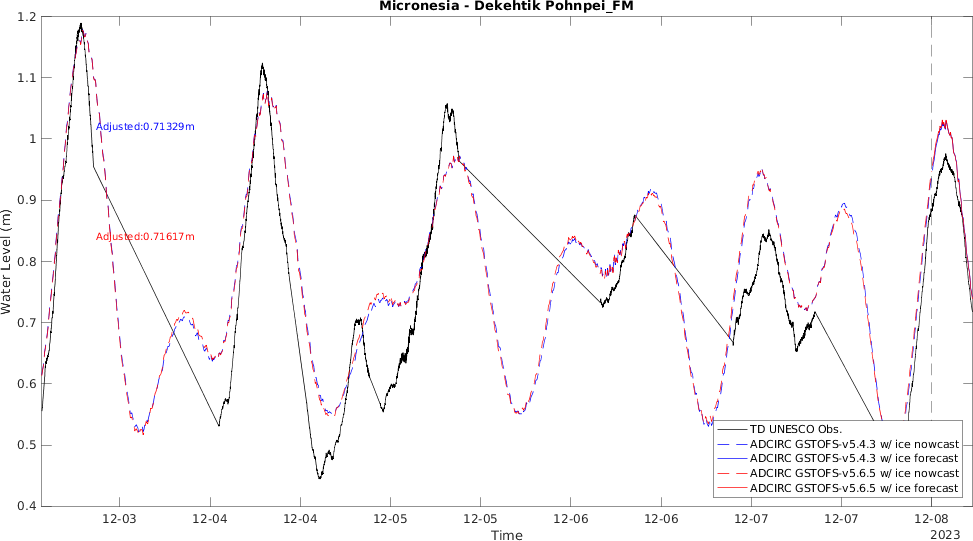 Micronesia - Dekehtik Pohnpei_FM
Water Level (m)
1.2
1.1
1
0.9
0.8
0.7
0.6
0.5
0.4
Adjusted:0.71329m
Adjusted:0.71617m
TD UNESCO Obs.
ADCIRC GSTOFS-v5.4.3 w/ ice nowcast
ADCIRC GSTOFS-v5.4.3 w/ ice forecast
ADCIRC GSTOFS-v5.6.5 w/ ice nowcast
ADCIRC GSTOFS-v5.6.5 w/ ice forecast
12-03 12-04 12-04 12-05 12-05 12-06 12-06 12-07 12-07 12-08
2023
Time